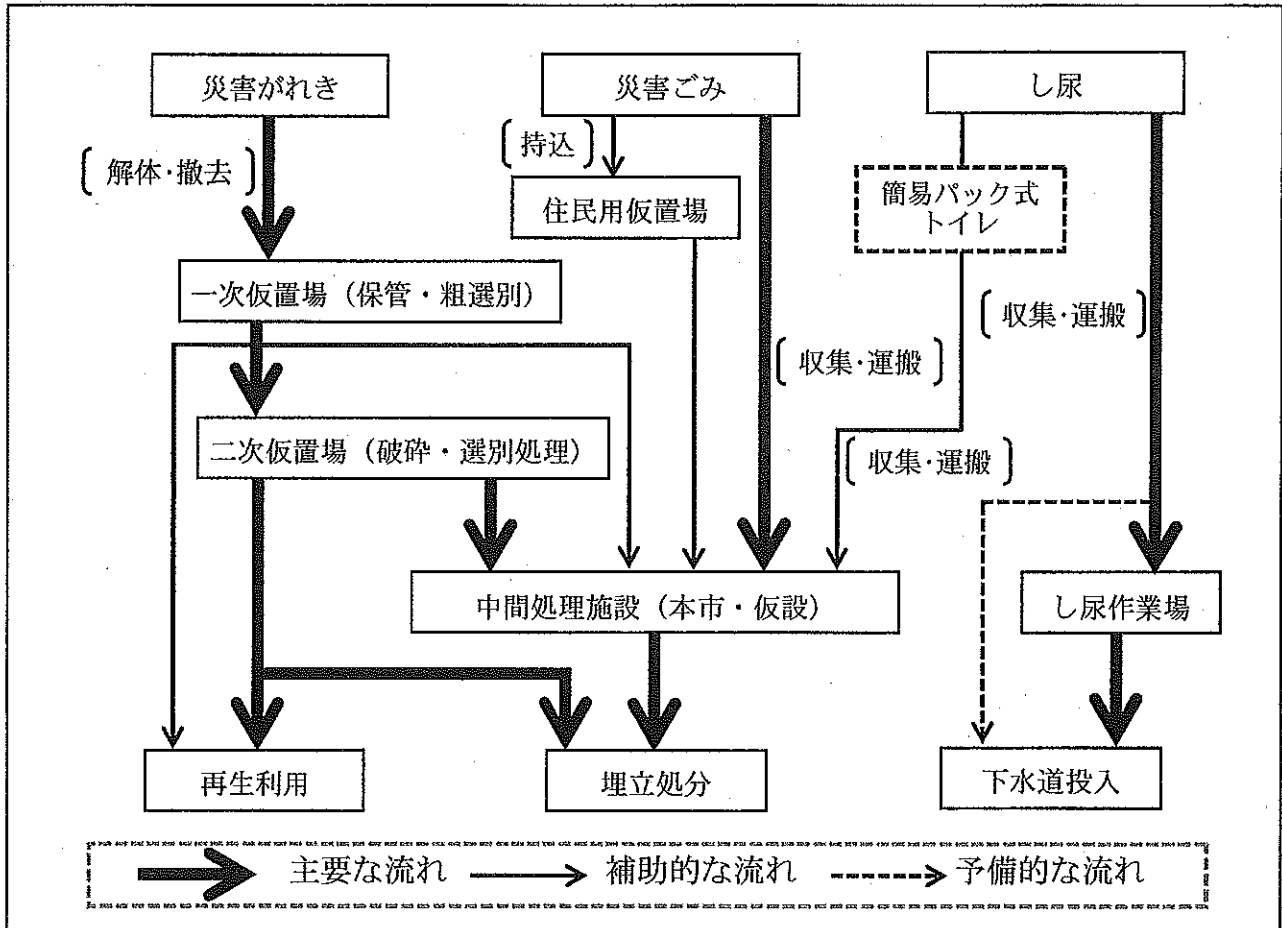 災害がれき
災害ごみ
し尿
〔解体・撤去〕
〔持込〕
住民用仮置場
簡易パック式
トイレ
一次仮置場（保管・粗選別）
〔収集・運搬〕
〔収集・運搬〕
二次仮置場（破砕・選別処理）
〔収集・運搬〕
中間処理施設（本市・仮設）
し尿作業場
再生利用
埋立処分
下水道投入
主要な流れ
補助的な流れ
予備的な流れ